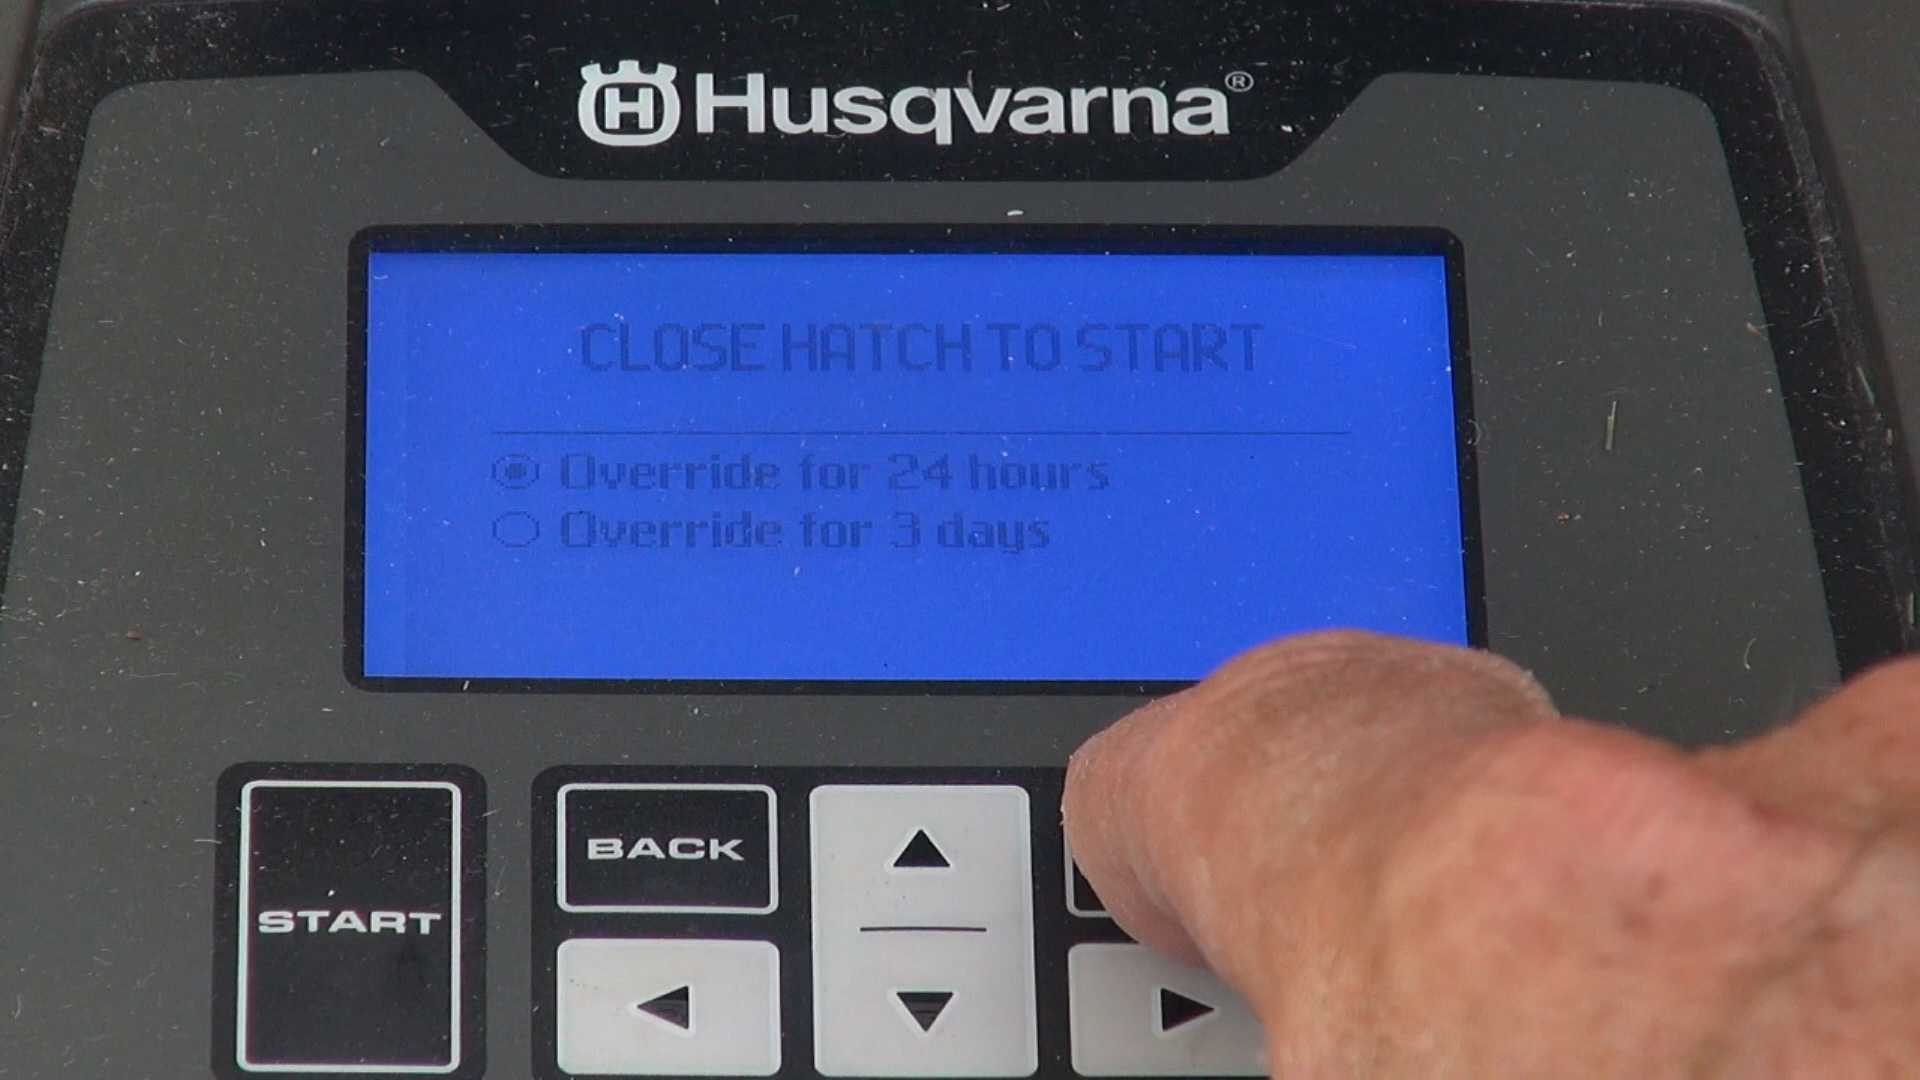 Husqvarna®
CLOSE HATCH TO START
Override for 24 hours
Override for 3 days
START
BACK